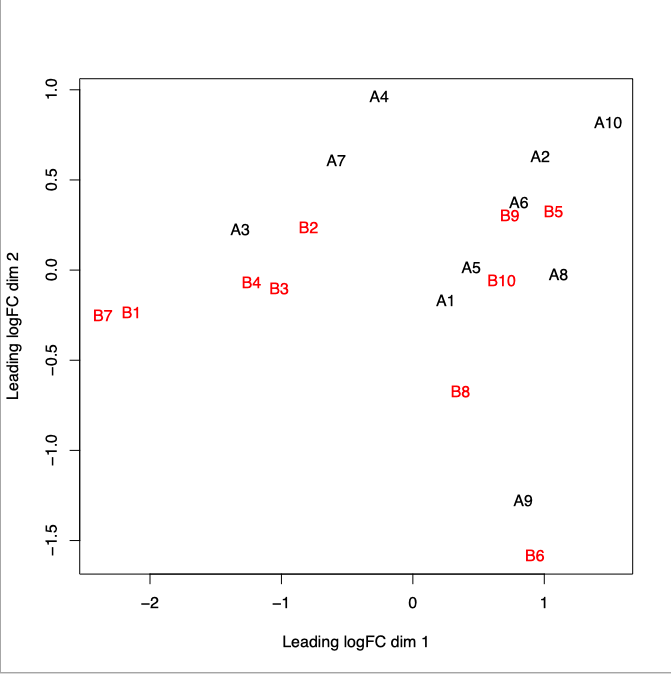 1.0
0.5
0.0
−0.5
−1.0
−1.5
Leading logFC dim 2
A4
A10
A7
A2
A6
B9
B5
A3
B2
A5
A8
B4
B3
B10
B7
B1
A1
B8
A9
B6
−2
−1
0
1
Leading logFC dim 1